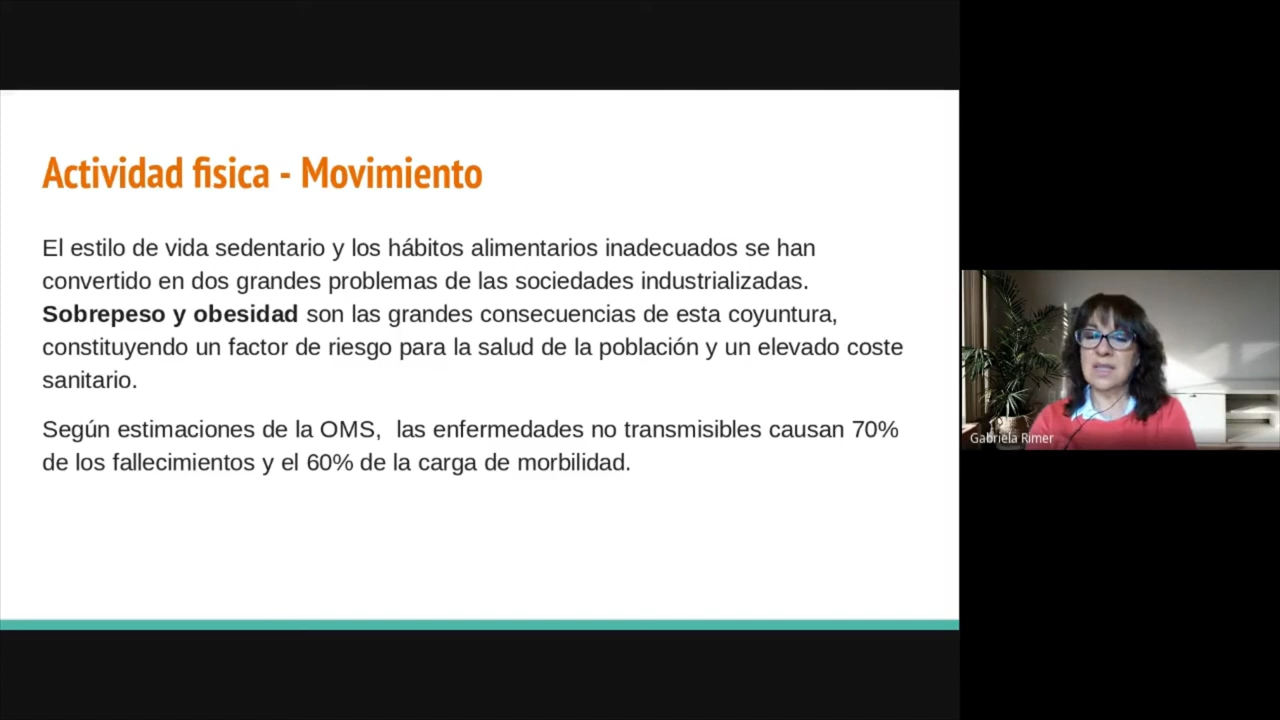 Actividad fisica - Movimiento
El estilo de vida sedentario y los hábitos alimentarios inadecuados se han
convertido en dos grandes problemas de las sociedades industrializadas.
Sobrepeso y obesidad son las grandes consecuencias de esta coyuntura,
constituyendo un factor de riesgo para la salud de la población y un elevado coste
sanitario.
Según estimaciones de la OMS,  las enfermedades no transmisibles causan 70%
de los fallecimientos y el 60% de la carga de morbilidad.
Gabriela Rimer